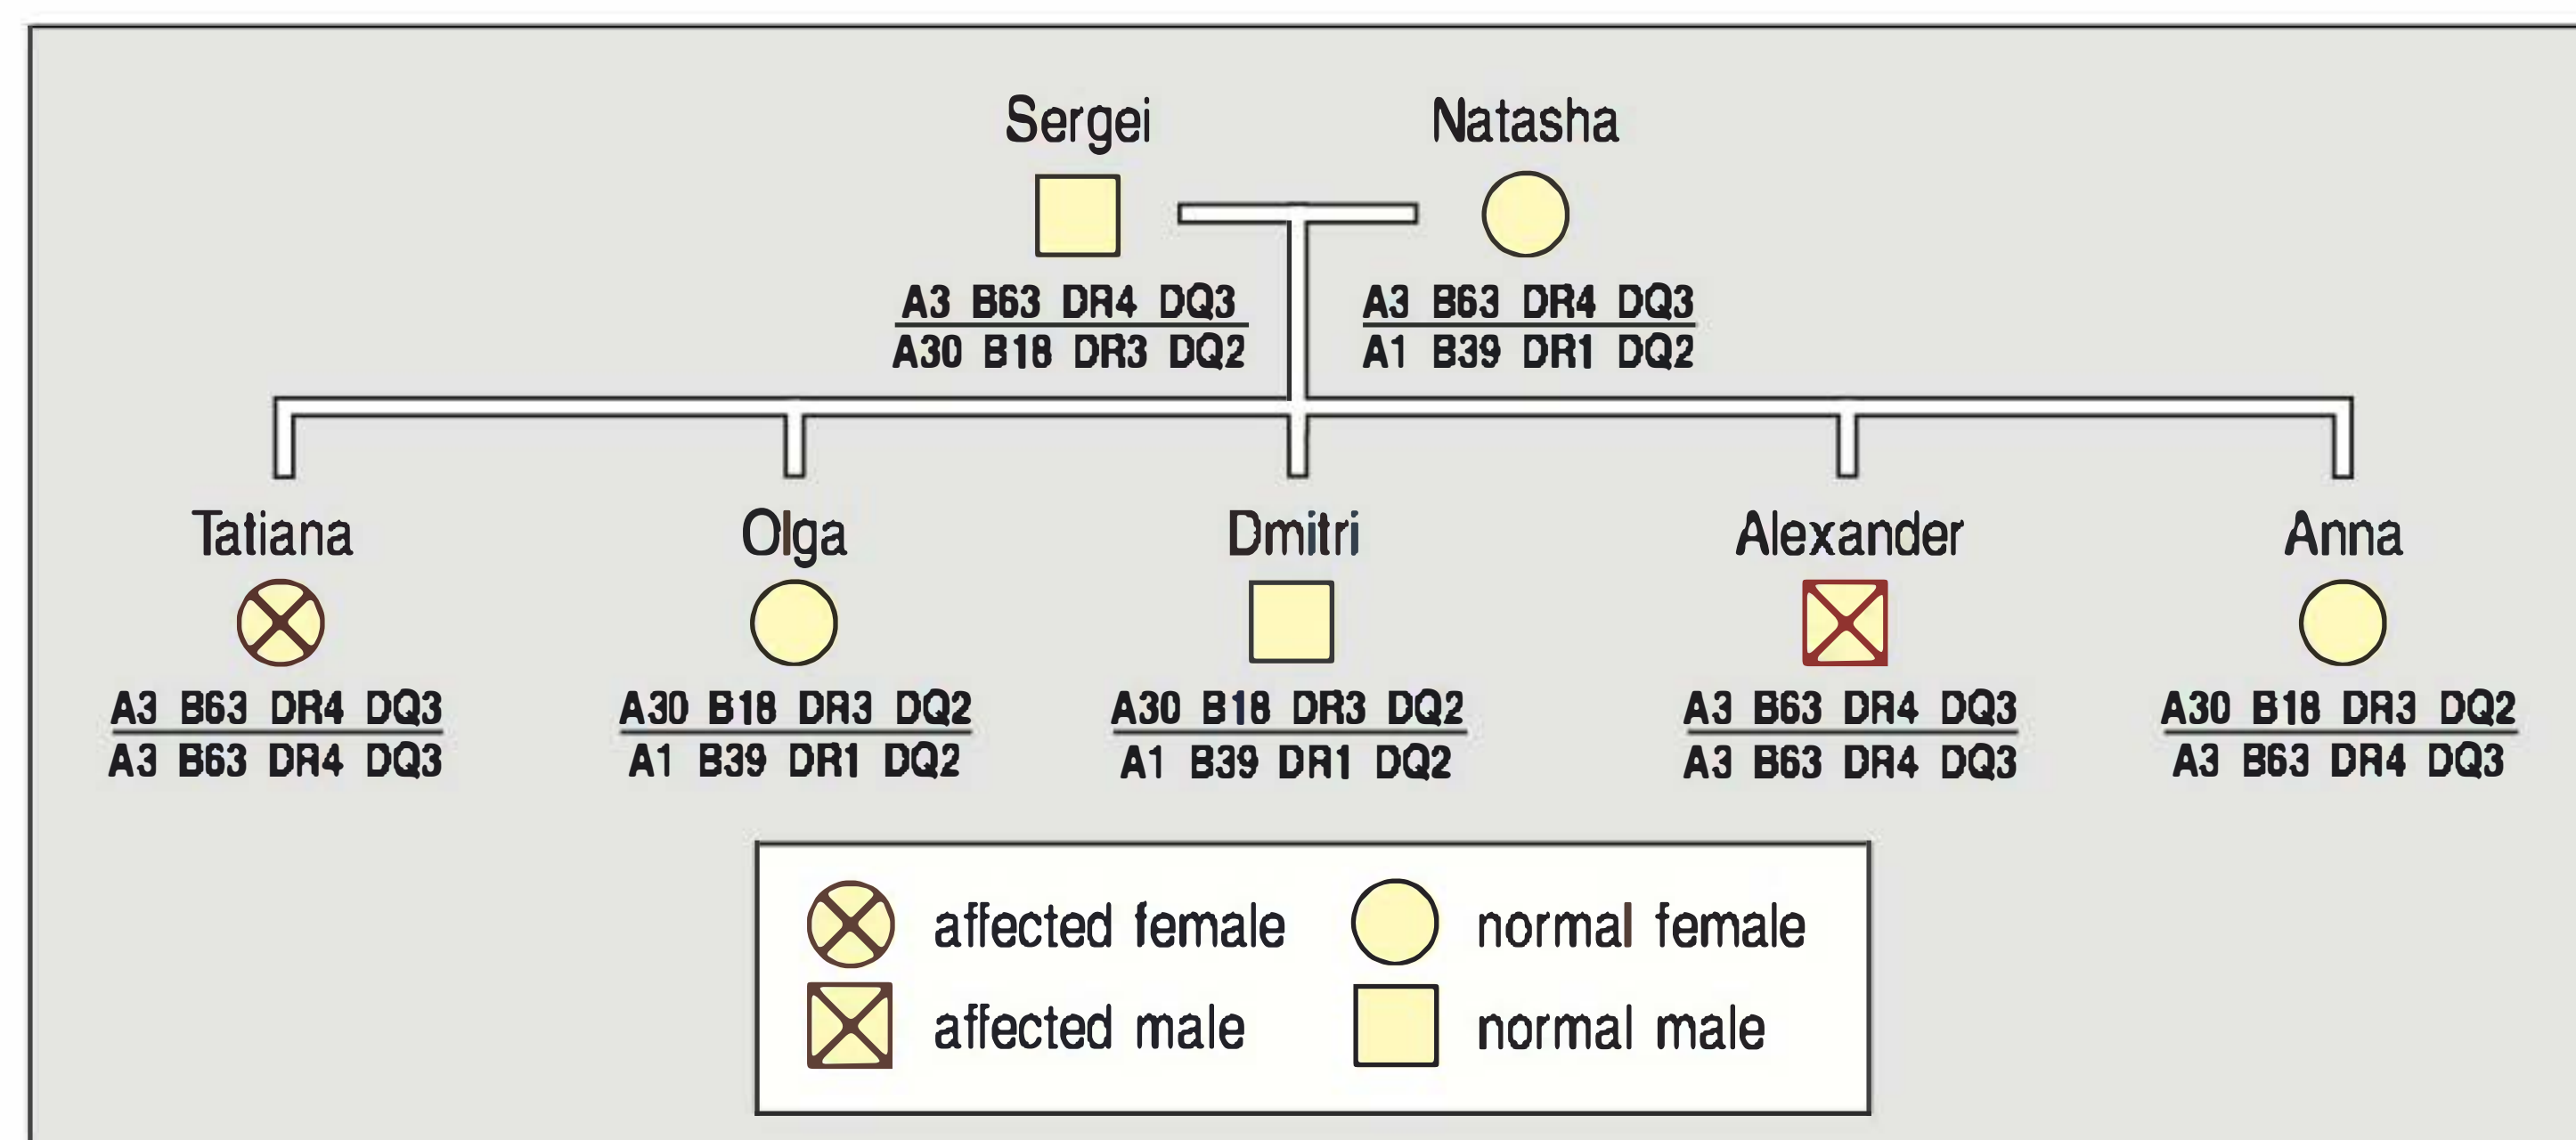 Sergei Natasha
A3 B63 DR4 DQ3 A3 B63 DR4 DQ3
A30 B18 DR3 DQ2 A1 B39 DR1 DQ2
Tatiana Olga Dmitri Alexander Anna
A3 B63 DR4 DQ3 A30 B18 DR3 DQ2 A30 B18 DR3 DQ2 A3 B63 DR4 DQ3 A30 B18 DR3 DQ2
A3 B63 DR4 DQ3 A1 B39 DR1 DQ2 A1 B39 DR1 DQ2 A3 B63 DR4 DQ3 A3 B63 DR4 DQ3
affected female normal female
affected male normal male